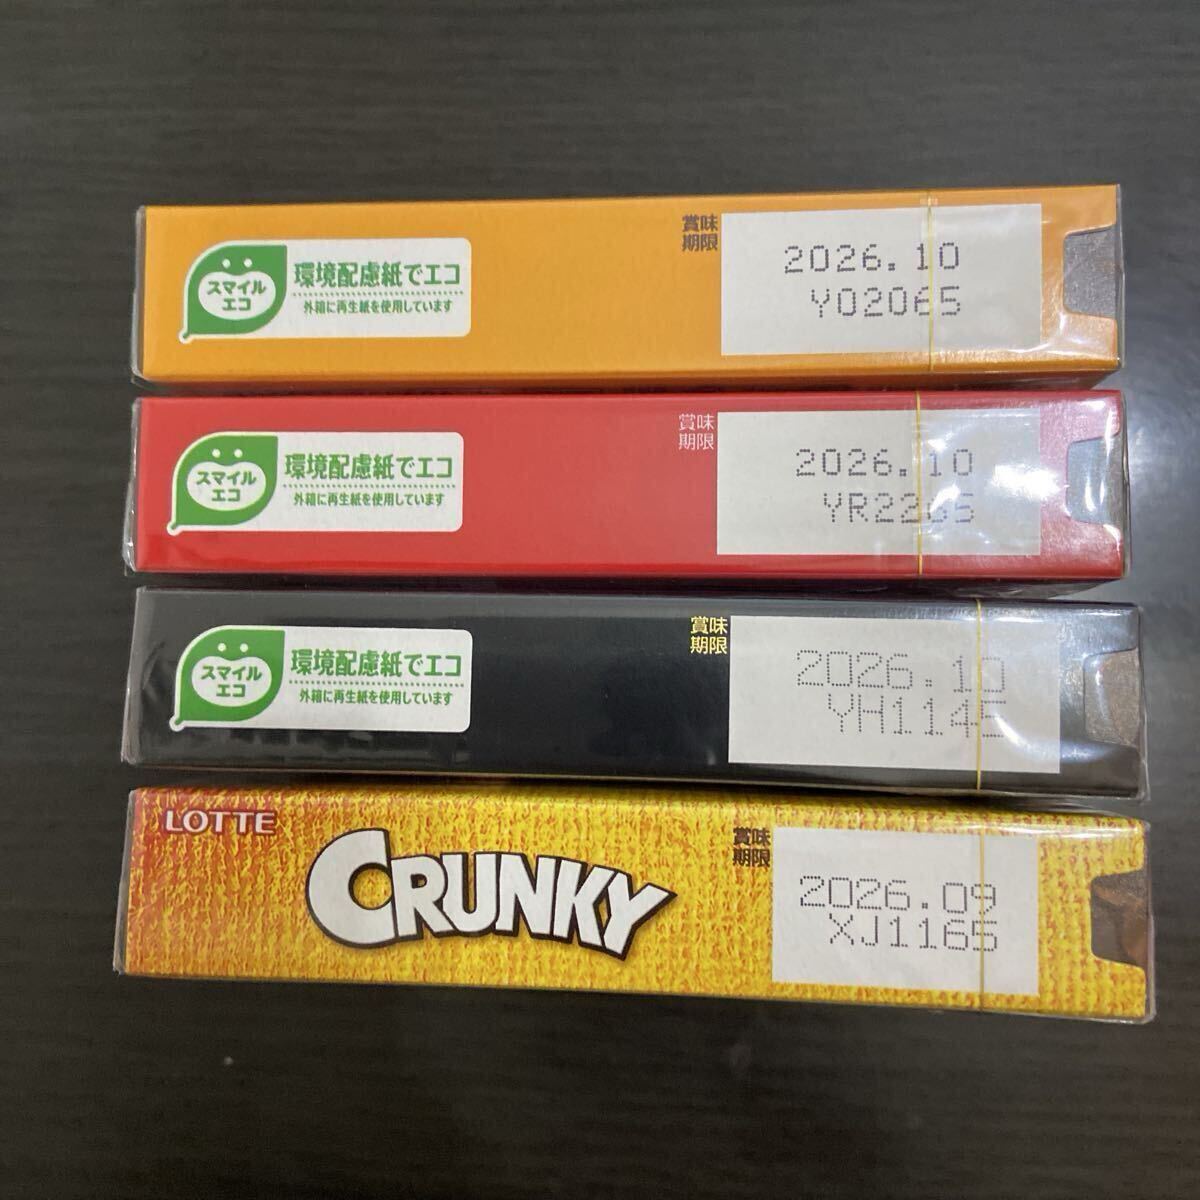 スマイル
エコ
環境配慮紙でエコ
外箱に再生紙を使用しています
賞味
期限
2026.10
Y02065
スマイル
エコ
環境配慮紙でエコ
外箱に再生紙を使用しています
賞味
期限
2026.10
YR2265
スマイル
エコ
環境配慮紙でエコ
外箱に再生紙を使用しています
賞味
期限
2026.10
YH1145
LOTTE
CRUNKY
賞味
期限
2026.09
XJ1165